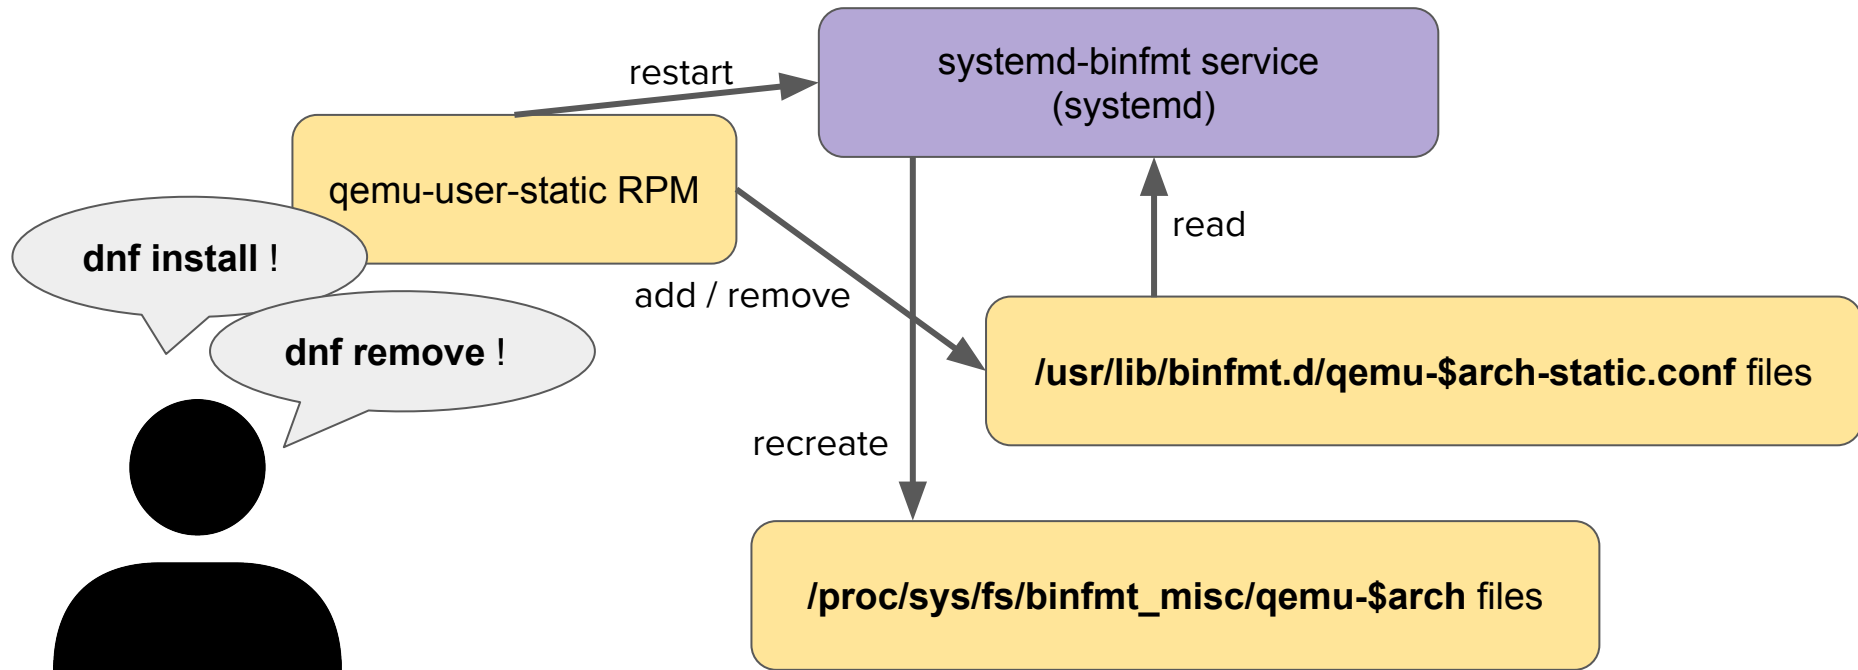 restart
systemd-binfmt service
(systemd)
qemu-user-static RPM
read
dnf install !
add / remove
dnf remove !
/usr/lib/binfmt.d/qemu-$arch-static.conf files
recreate
/proc/sys/fs/binfmt_misc/qemu-$arch files